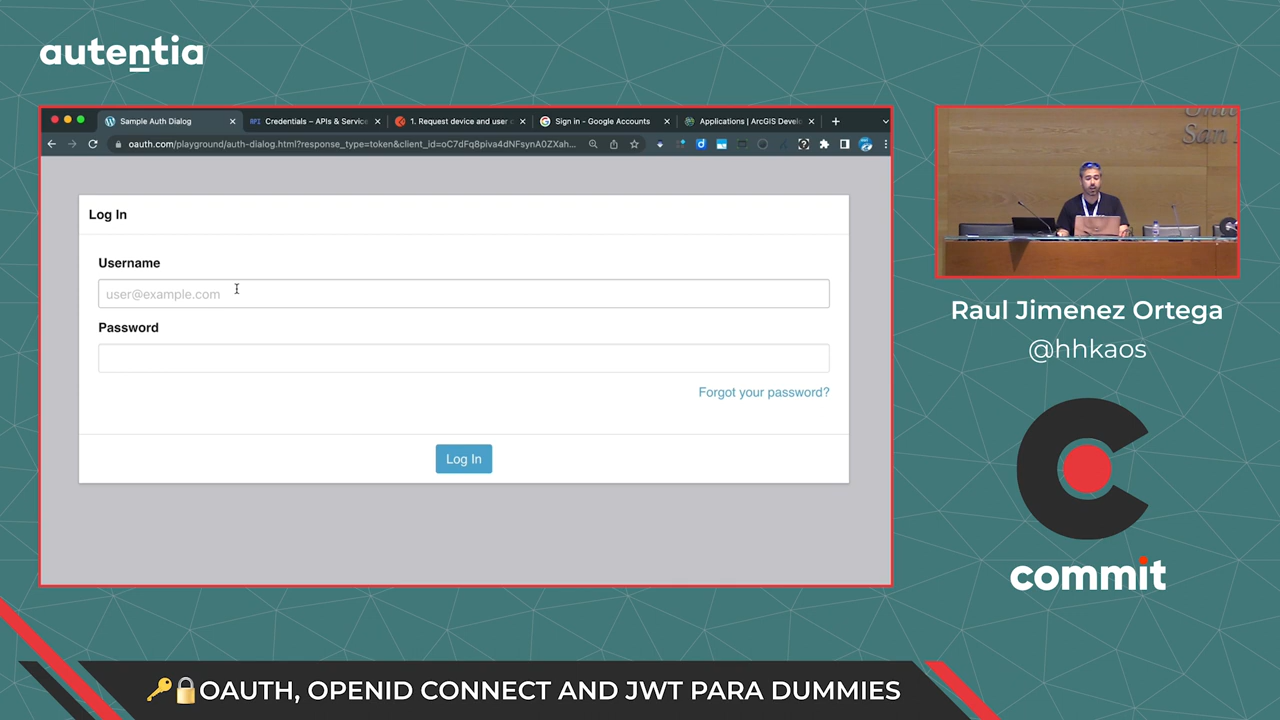 autentia
Sample Auth Dialog
Credentials – APIs & Service
1. Request device and user c
Sign in - Google Accounts
Applications | ArcGIS Devel
oauth.com/playground/auth-dialog.html?response_type=token&client_id=oC7dFq8piva4dNFsynA0ZXah...
Log In
Username
user@example.com
Password
Forgot your password?
Log In
San
Raul Jimenez Ortega
@hhkaos
commit
🔑🔒OAUTH, OPENID CONNECT AND JWT PARA DUMMIES